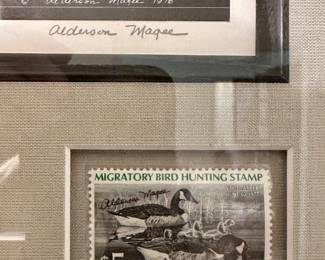 © Alderson Magee 1976
Alderson Magee
MIGRATORY BIRD HUNTING STAMP
Alderson Magee
$5